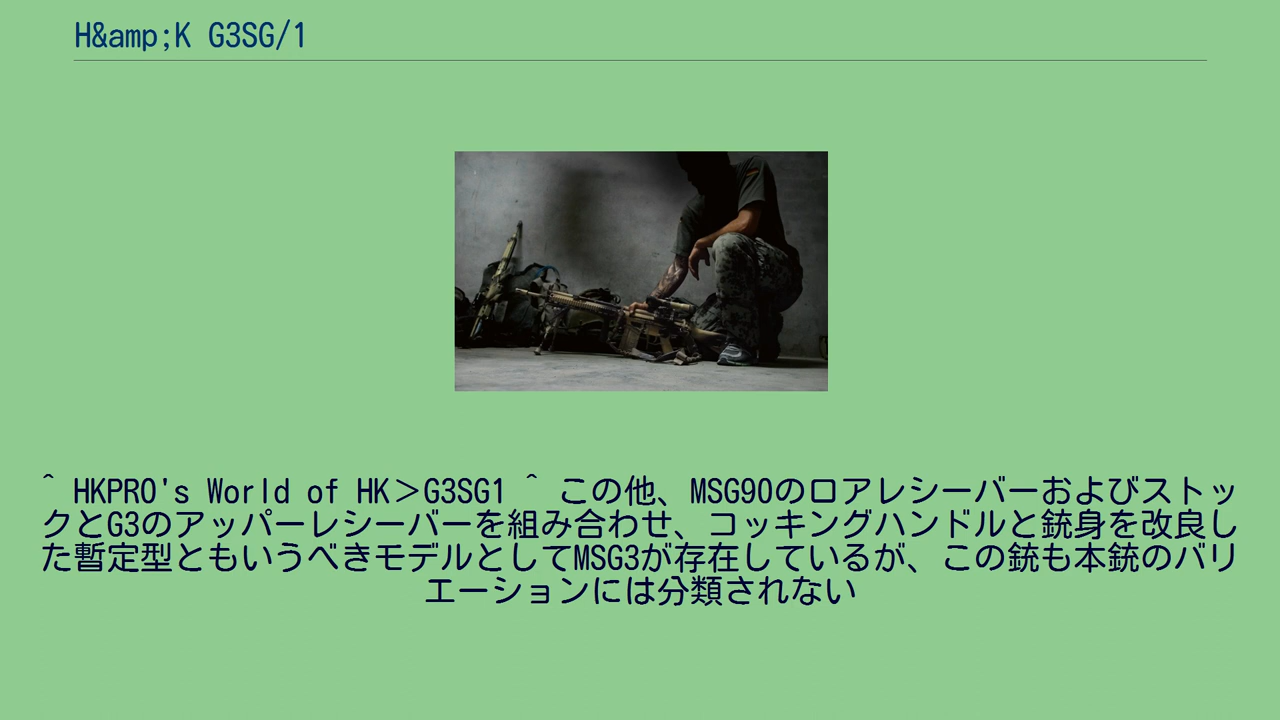 H&amp;K G3SG/1
^ HKPRO's World of HK＞G3SG1 ^ この他、MSG90のロアレシーバーおよびストッ
クとG3のアッパーレシーバーを組み合わせ、コッキングハンドルと銃身を改良し
た暫定型ともいうべきモデルとしてMSG3が存在しているが、この銃も本銃のバリ
エーションには分類されない